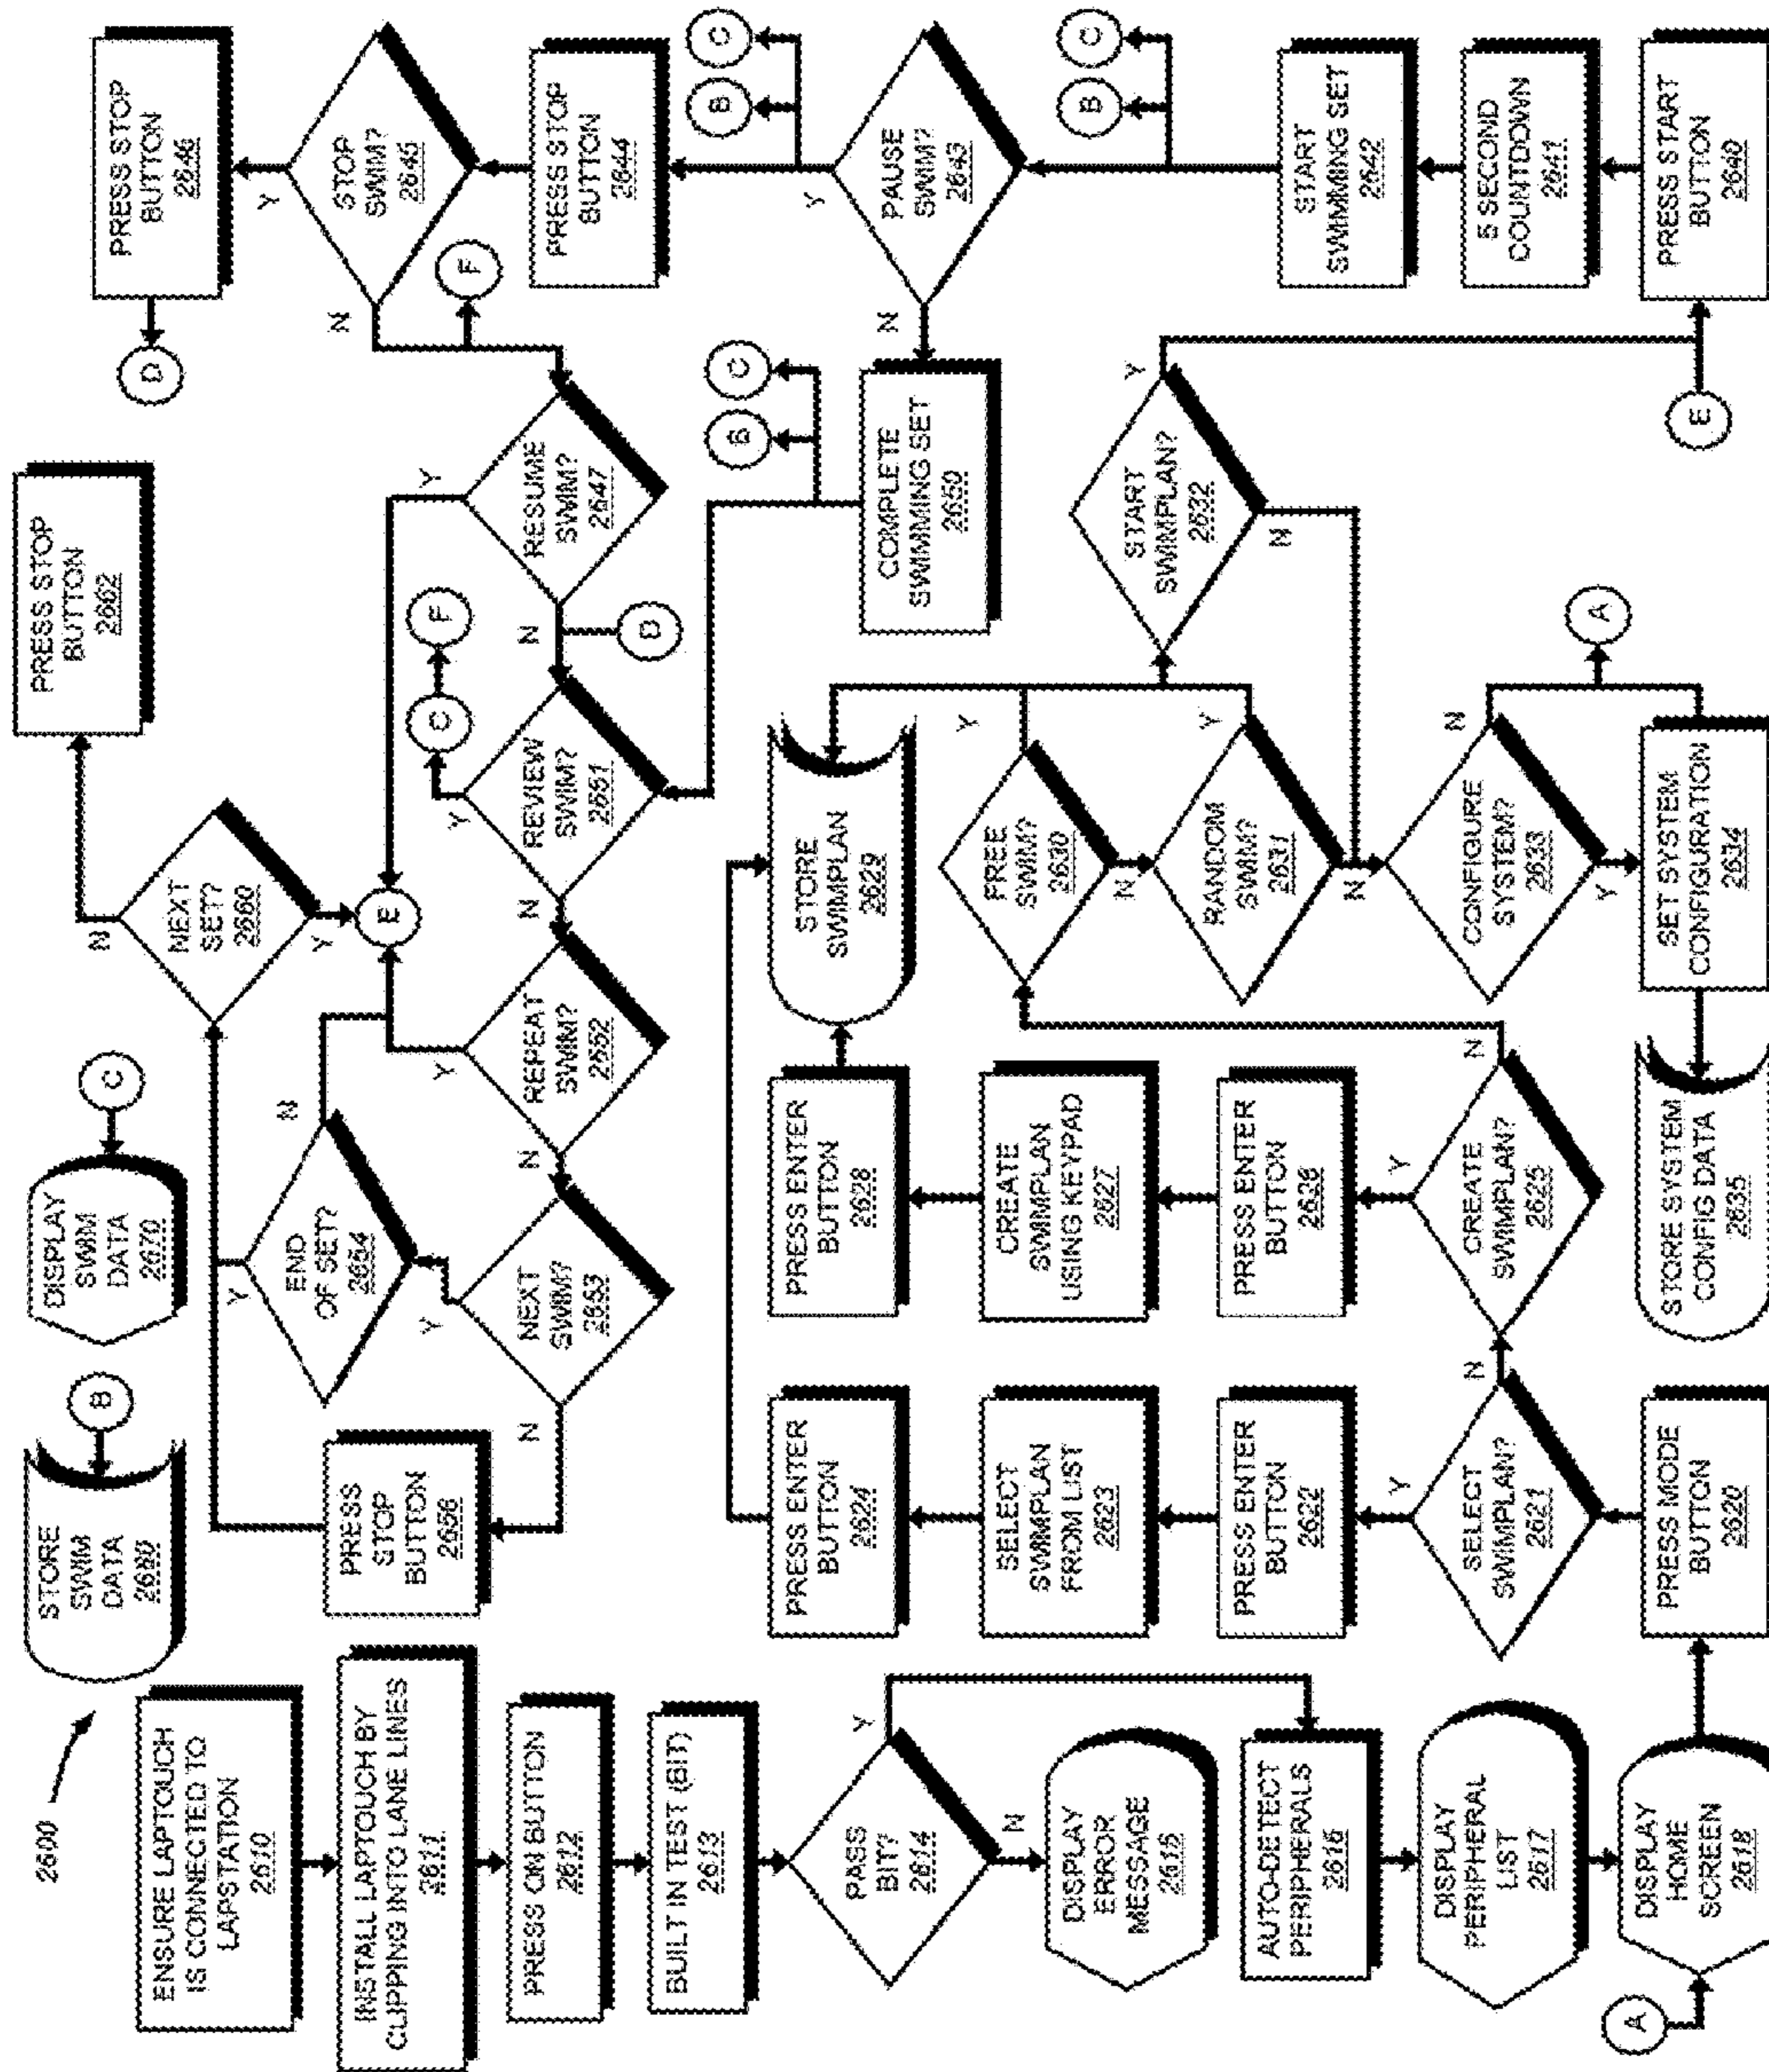 2600
ENSURE LAPTOUCH
IS CONNECTED TO
LAPSTATION
2610
INSTALL LAPTOUCH BY
CLIPPING INTO LANE LINES
2611
PRESS ON BUTTON
2612
BUILT IN TEST (BIT)
2613
PASS
BIT?
2614
Y
N
DISPLAY
ERROR
MESSAGE
2615
AUTO-DETECT
PERIPHERALS
2616
DISPLAY
PERIPHERAL
LIST
2617
DISPLAY
HOME
SCREEN
2618
A
PRESS MODE
BUTTON
2620
SELECT
SWIMPLAN?
2621
Y
N
PRESS ENTER
BUTTON
2622
SELECT
SWIMPLAN
FROM LIST
2623
PRESS ENTER
BUTTON
2624
CREATE
SWIMPLAN?
2625
Y
N
PRESS ENTER
BUTTON
2626
CREATE
SWIMPLAN
USING KEYPAD
2627
PRESS ENTER
BUTTON
2628
STORE
SWIMPLAN
2629
FREE
SWIM?
2630
Y
N
RANDOM
SWIM?
2631
Y
N
START
SWIMPLAN?
2632
Y
N
CONFIGURE
SYSTEM?
2633
N
Y
A
SET SYSTEM
CONFIGURATION
2634
STORE SYSTEM
CONFIG DATA
2635
E
PRESS START
BUTTON
2640
5 SECOND
COUNTDOWN
2641
START
SWIMMING SET
2642
B
C
PAUSE
SWIM?
2643
Y
N
B
C
PRESS STOP
BUTTON
2644
STOP
SWIM?
2645
Y
N
F
PRESS STOP
BUTTON
2646
D
RESUME
SWIM?
2647
Y
N
D
COMPLETE
SWIMMING SET
2650
B
C
REVIEW
SWIM?
2651
Y
N
C
F
REPEAT
SWIM?
2652
Y
N
E
NEXT
SWIM?
2653
Y
N
END
OF SET?
2654
N
Y
PRESS
STOP
BUTTON
2656
NEXT
SET?
2660
N
Y
PRESS STOP
BUTTON
2662
DISPLAY
SWIM
DATA
2670
C
STORE
SWIM
DATA
2680
B